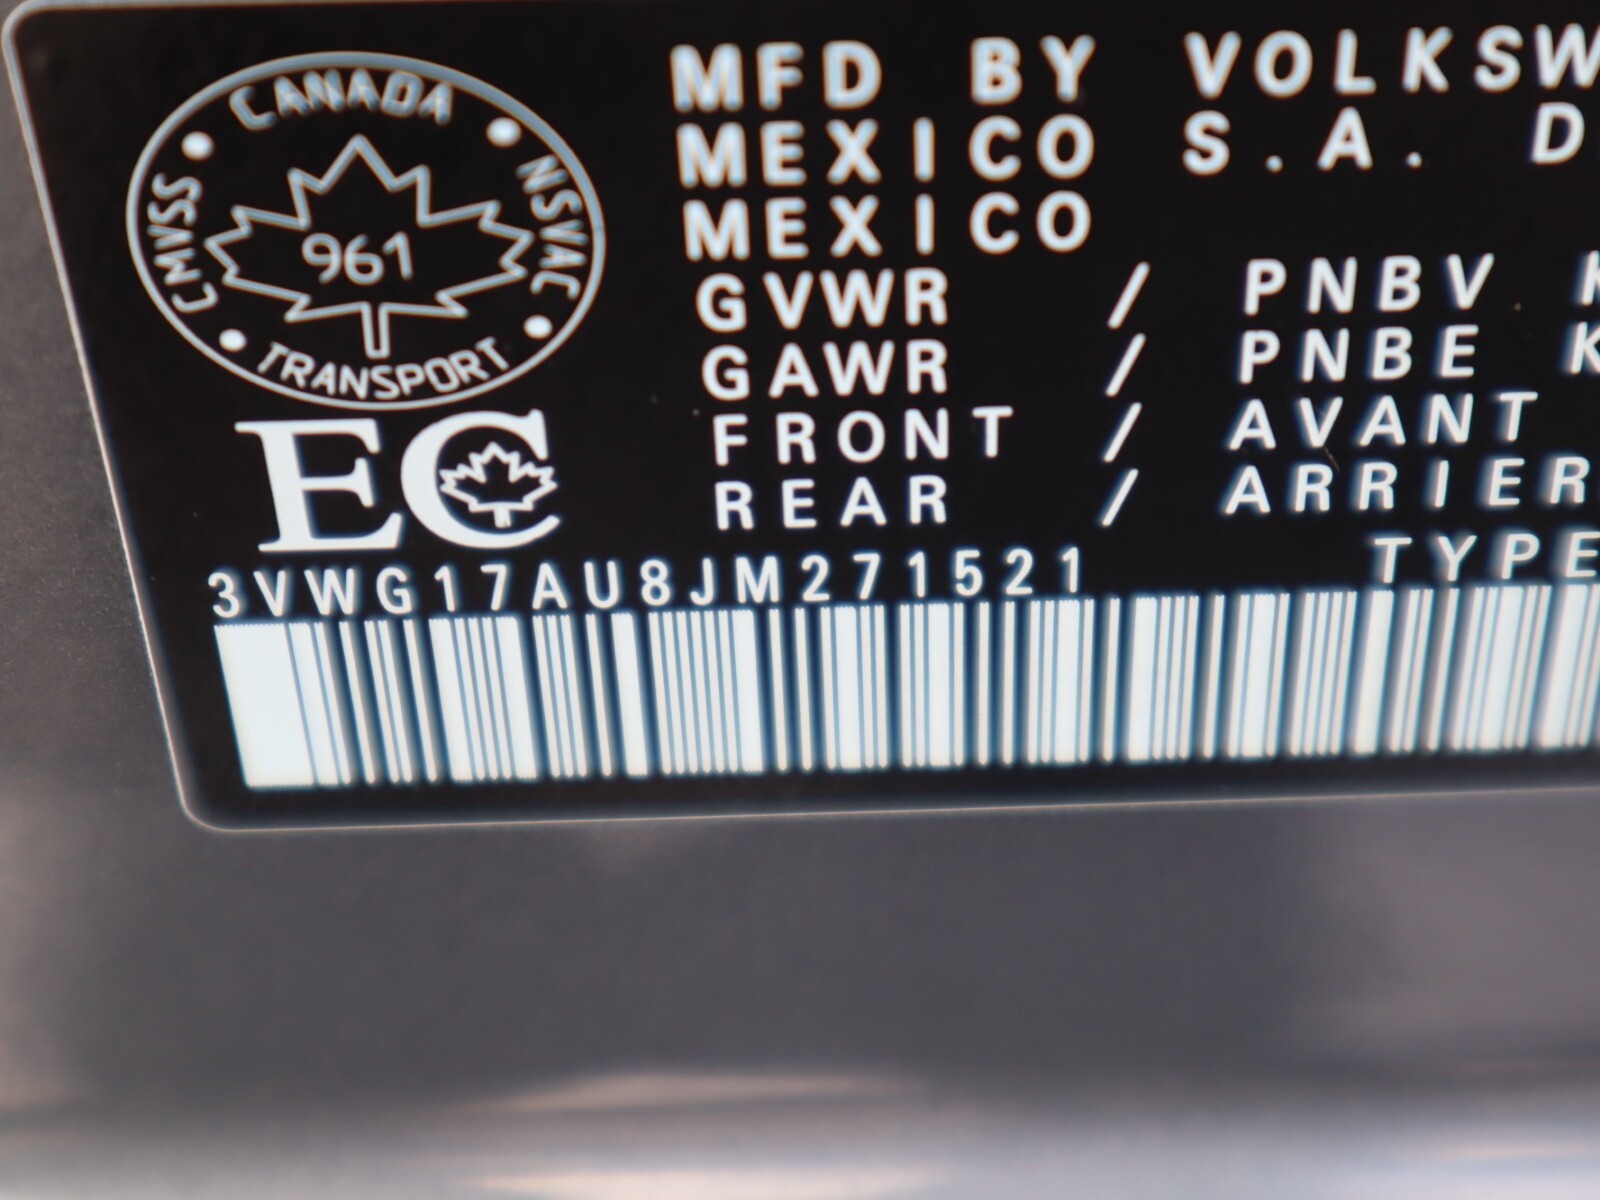 CANADA
CMVSS
NSVAC
961
TRANSPORT
EC
MFD BY VOLKSW
MEXICO S.A. D
MEXICO
GVWR / PNBV K
GAWR / PNBE K
FRONT / AVANT
REAR / ARRIER
3VWG17AU8JM271521 TYPE